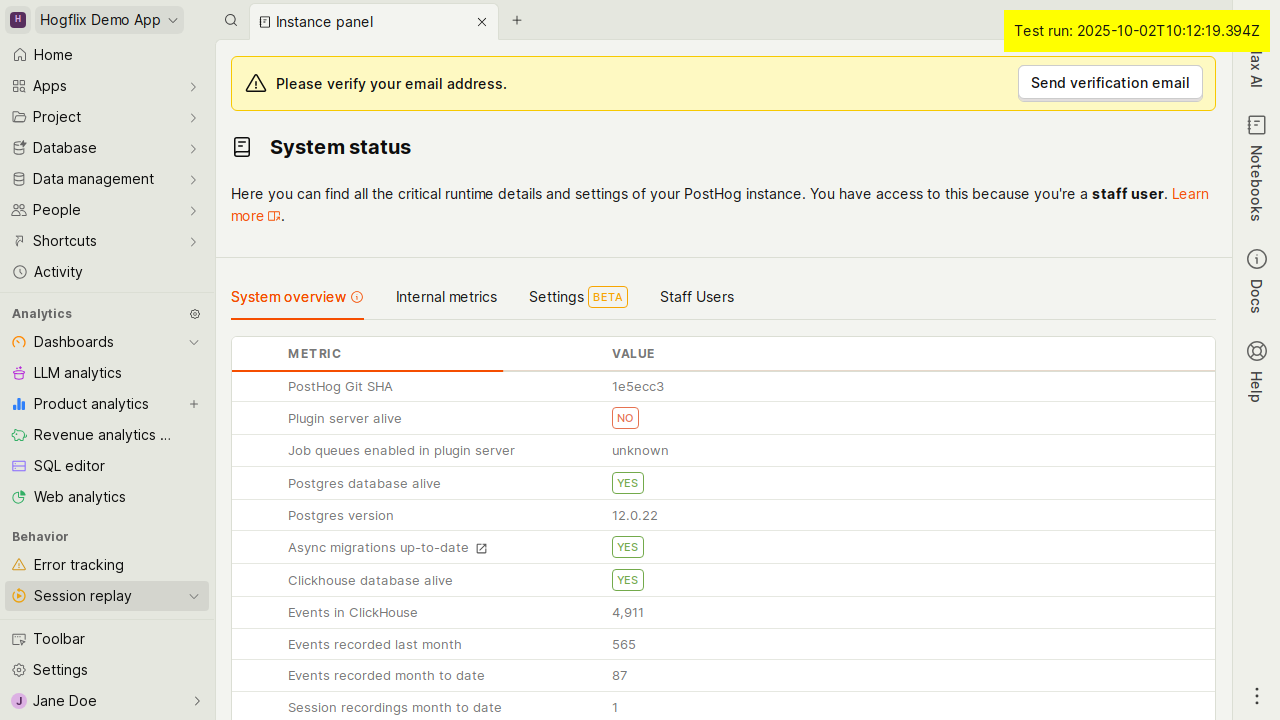 H
Hogflix Demo App
Instance panel
Test run: 2025-10-02T10:12:19.394Z
Home
Apps
Project
Database
Data management
People
Shortcuts
Activity
Analytics
Dashboards
LLM analytics
Product analytics
Revenue analytics ...
SQL editor
Web analytics
Behavior
Error tracking
Session replay
Toolbar
Settings
J Jane Doe
Please verify your email address.
Send verification email
System status
Here you can find all the critical runtime details and settings of your PostHog instance. You have access to this because you're a staff user. Learn
more.
System overview
Internal metrics
Settings BETA
Staff Users
METRIC VALUE
PostHog Git SHA 1e5ecc3
Plugin server alive NO
Job queues enabled in plugin server unknown
Postgres database alive YES
Postgres version 12.0.22
Async migrations up-to-date YES
Clickhouse database alive YES
Events in ClickHouse 4,911
Events recorded last month 565
Events recorded month to date 87
Session recordings month to date 1
AI
Notebooks
Docs
Help